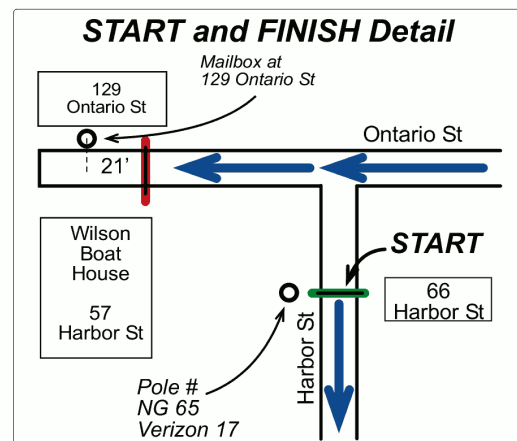 START and FINISH Detail
Mailbox at
129 Ontario St
129
Ontario St
Ontario St
21'
Wilson
Boat
House
57
Harbor St
START
66
Harbor St
Harbor St
Pole #
NG 65
Verizon 17